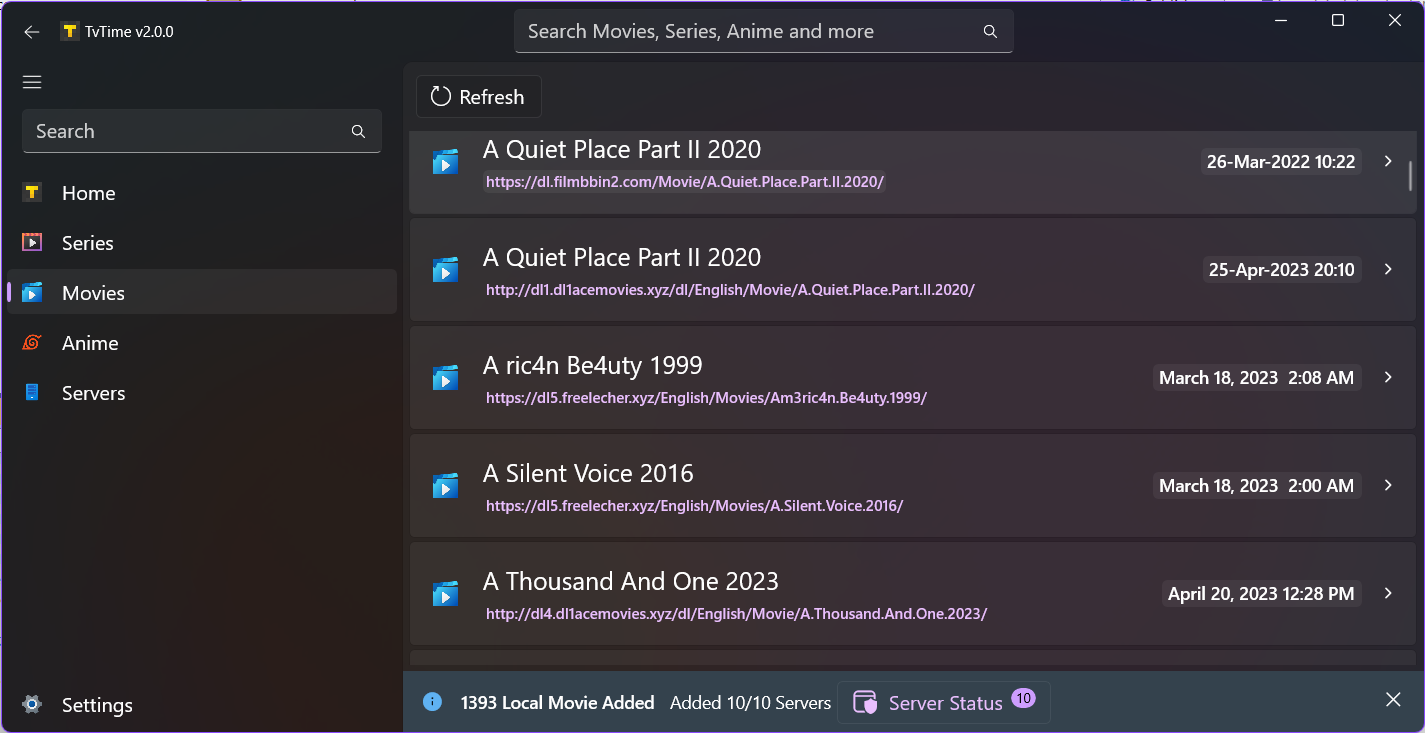 T TvTime v2.0.0
Search Movies, Series, Anime and more
Search
T Home
Series
Movies
Anime
Servers
Settings
Refresh
A Quiet Place Part II 2020
https://dl.filmbbin2.com/Movie/A.Quiet.Place.Part.II.2020/
26-Mar-2022 10:22
A Quiet Place Part II 2020
http://dl1.dl1acemovies.xyz/dl/English/Movie/A.Quiet.Place.Part.II.2020/
25-Apr-2023 20:10
A ric4n Be4uty 1999
https://dl5.freelecher.xyz/English/Movies/Am3ric4n.Be4uty.1999/
March 18, 2023  2:08 AM
A Silent Voice 2016
https://dl5.freelecher.xyz/English/Movies/A.Silent.Voice.2016/
March 18, 2023  2:00 AM
A Thousand And One 2023
http://dl4.dl1acemovies.xyz/dl/English/Movie/A.Thousand.And.One.2023/
April 20, 2023 12:28 PM
1393 Local Movie Added Added 10/10 Servers Server Status 10